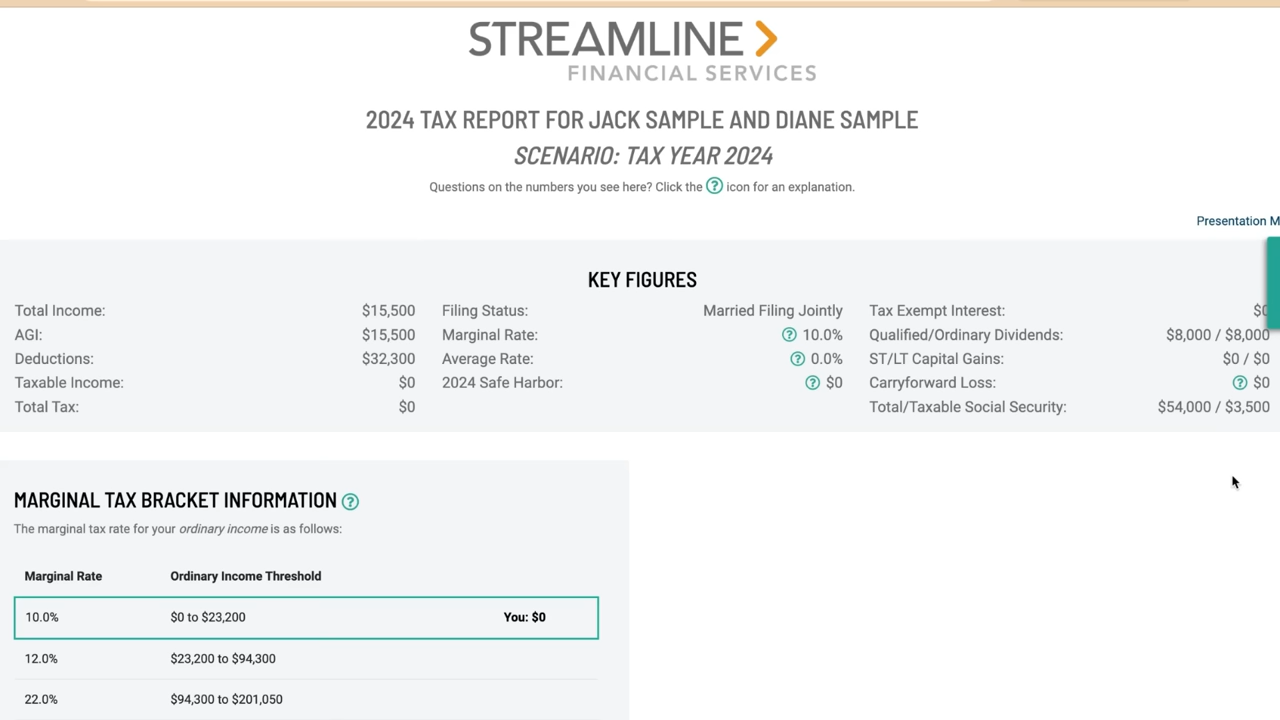 STREAMLINE
FINANCIAL SERVICES
2024 TAX REPORT FOR JACK SAMPLE AND DIANE SAMPLE
SCENARIO: TAX YEAR 2024
Questions on the numbers you see here? Click the ? icon for an explanation.
Presentation M
KEY FIGURES
Total Income: $15,500 Filing Status: Married Filing Jointly Tax Exempt Interest: $0
AGI: $15,500 Marginal Rate: ? 10.0% Qualified/Ordinary Dividends: $8,000 / $8,000
Deductions: $32,300 Average Rate: ? 0.0% ST/LT Capital Gains: $0 / $0
Taxable Income: $0 2024 Safe Harbor: ? $0 Carryforward Loss: ? $0
Total Tax: $0 Total/Taxable Social Security: $54,000 / $3,500
MARGINAL TAX BRACKET INFORMATION ?
The marginal tax rate for your ordinary income is as follows:
Marginal Rate Ordinary Income Threshold
10.0% $0 to $23,200 You: $0
12.0% $23,200 to $94,300
22.0% $94,300 to $201,050